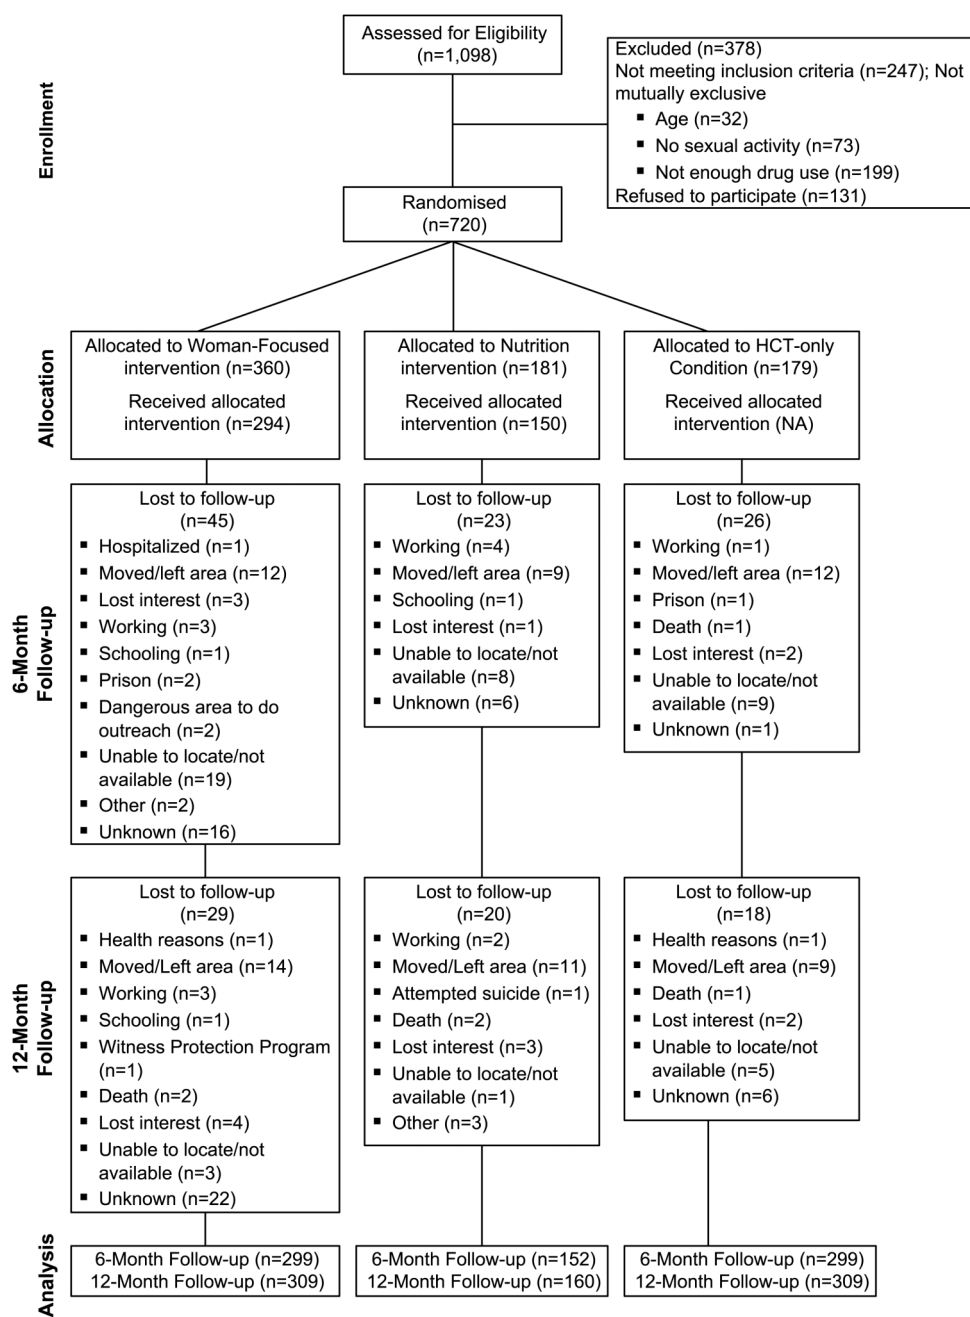 Enrollment
Assessed for Eligibility
(n=1,098)
Excluded (n=378)
Not meeting inclusion criteria (n=247); Not
mutually exclusive
▪ Age (n=32)
▪ No sexual activity (n=73)
▪ Not enough drug use (n=199)
Refused to participate (n=131)
Randomised
(n=720)
Allocation
Allocated to Woman-Focused
intervention (n=360)
Received allocated
intervention (n=294)
Allocated to Nutrition
intervention (n=181)
Received allocated
intervention (n=150)
Allocated to HCT-only
Condition (n=179)
Received allocated
intervention (NA)
6-Month
Follow-up
Lost to follow-up
(n=45)
▪ Hospitalized (n=1)
▪ Moved/left area (n=12)
▪ Lost interest (n=3)
▪ Working (n=3)
▪ Schooling (n=1)
▪ Prison (n=2)
▪ Dangerous area to do
outreach (n=2)
▪ Unable to locate/not
available (n=19)
▪ Other (n=2)
▪ Unknown (n=16)
Lost to follow-up
(n=23)
▪ Working (n=4)
▪ Moved/left area (n=9)
▪ Schooling (n=1)
▪ Lost interest (n=1)
▪ Unable to locate/not
available (n=8)
▪ Unknown (n=6)
Lost to follow-up
(n=26)
▪ Working (n=1)
▪ Moved/left area (n=12)
▪ Prison (n=1)
▪ Death (n=1)
▪ Lost interest (n=2)
▪ Unable to locate/not
available (n=9)
▪ Unknown (n=1)
12-Month
Follow-up
Lost to follow-up
(n=29)
▪ Health reasons (n=1)
▪ Moved/Left area (n=14)
▪ Working (n=3)
▪ Schooling (n=1)
▪ Witness Protection Program
(n=1)
▪ Death (n=2)
▪ Lost interest (n=4)
▪ Unable to locate/not
available (n=3)
▪ Unknown (n=22)
Lost to follow-up
(n=20)
▪ Working (n=2)
▪ Moved/Left area (n=11)
▪ Attempted suicide (n=1)
▪ Death (n=2)
▪ Lost interest (n=3)
▪ Unable to locate/not
available (n=1)
▪ Other (n=3)
Lost to follow-up
(n=18)
▪ Health reasons (n=1)
▪ Moved/Left area (n=9)
▪ Death (n=1)
▪ Lost interest (n=2)
▪ Unable to locate/not
available (n=5)
▪ Unknown (n=6)
Analysis
6-Month Follow-up (n=299)
12-Month Follow-up (n=309)
6-Month Follow-up (n=152)
12-Month Follow-up (n=160)
6-Month Follow-up (n=299)
12-Month Follow-up (n=309)